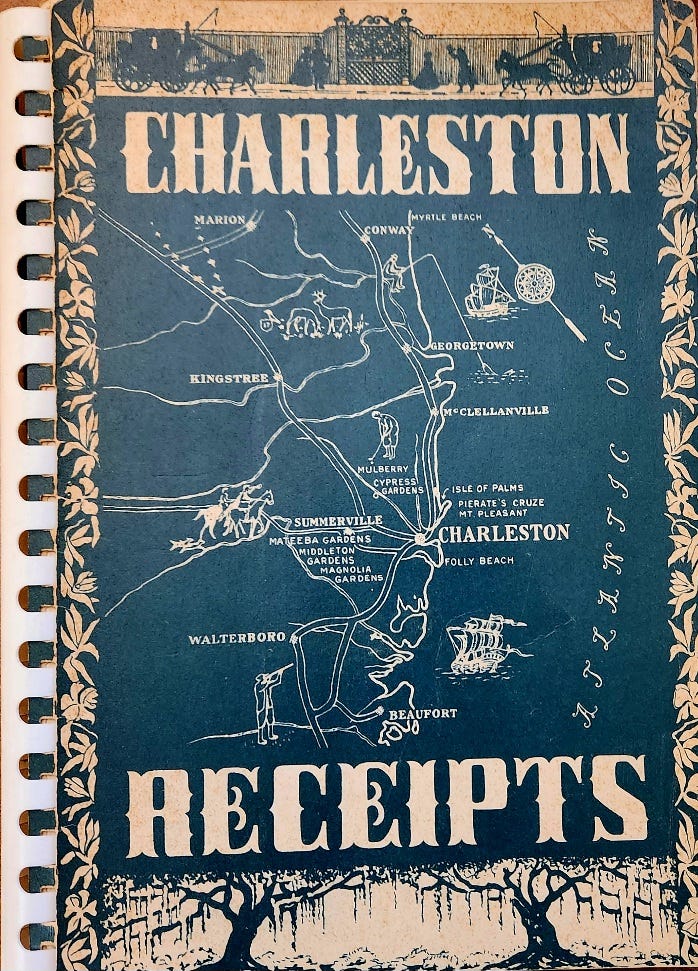 CHARLESTON
MARION
CONWAY
MYRTLE BEACH
GEORGETOWN
KINGSTREE
McCLELLANVILLE
MULBERRY
CYPRESS
GARDENS
ISLE OF PALMS
PIERATE'S CRUZE
MT. PLEASANT
SUMMERVILLE
CHARLESTON
MATEEBA GARDENS
MIDDLETON
GARDENS
MAGNOLIA
GARDENS
FOLLY BEACH
WALTERBORO
BEAUFORT
N
ATLANTIC OCEAN
RECEIPTS